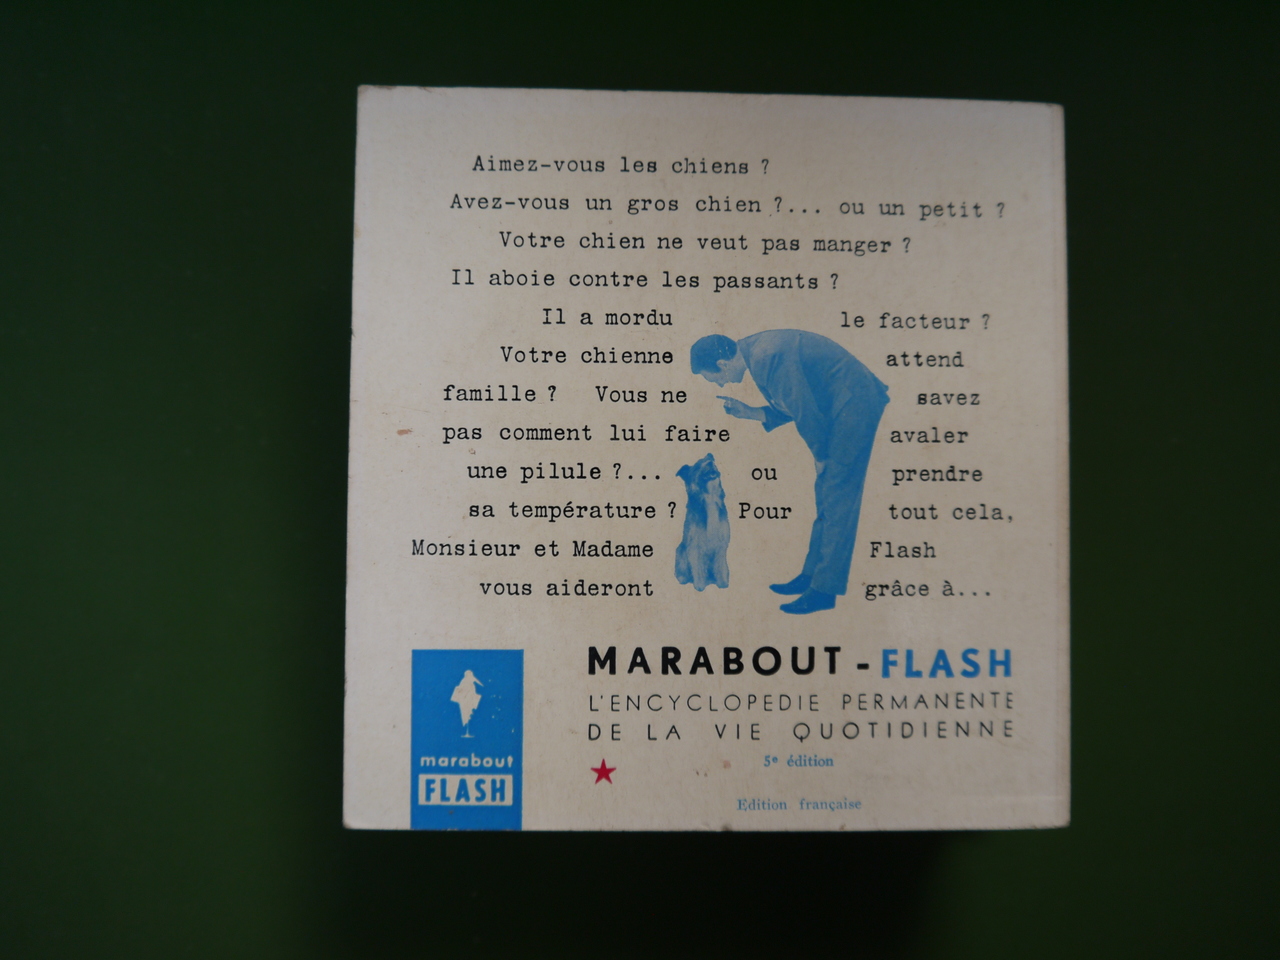 Aimez-vous les chiens ?
Avez-vous un gros chien ?... ou un petit ?
Votre chien ne veut pas manger ?
Il aboie contre les passants ?
Il a mordu le facteur ?
Votre chienne attend
famille ? Vous ne savez
pas comment lui faire avaler
une pilule ?... ou prendre
sa température ? Pour tout cela,
Monsieur et Madame Flash
vous aideront grâce à...
MARABOUT - FLASH
L'ENCYCLOPEDIE PERMANENTE
DE LA VIE QUOTIDIENNE
5e édition
Edition française
marabout
FLASH